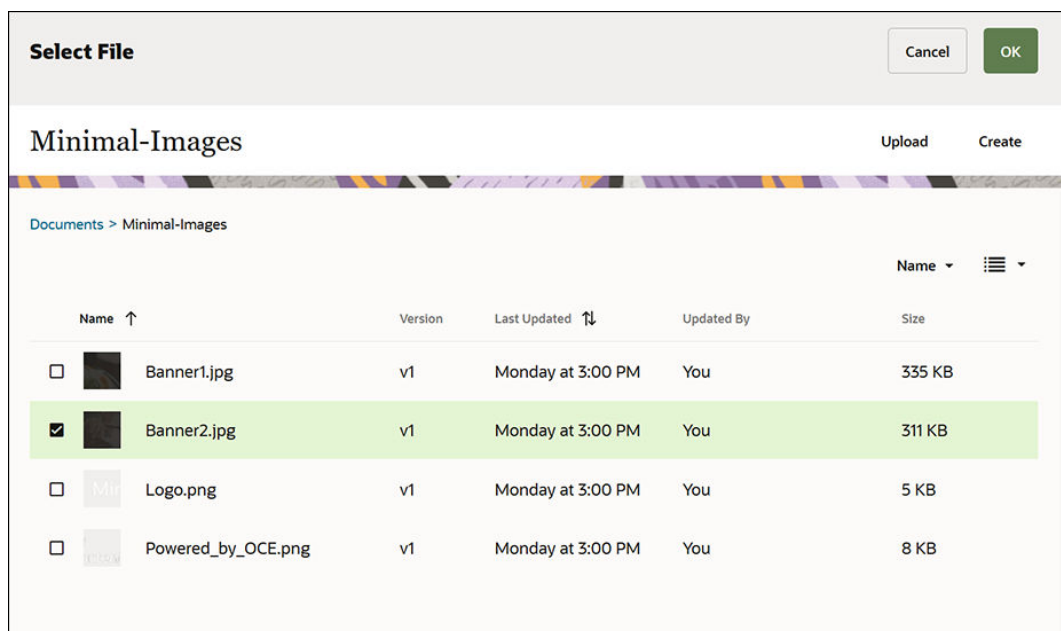 Select File Cancel OK
Minimal-Images Upload Create
Documents > Minimal-Images
Name
Name Version Last Updated Updated By Size
Banner1.jpg v1 Monday at 3:00 PM You 335 KB
Banner2.jpg v1 Monday at 3:00 PM You 311 KB
Logo.png v1 Monday at 3:00 PM You 5 KB
Powered_by_OCE.png v1 Monday at 3:00 PM You 8 KB